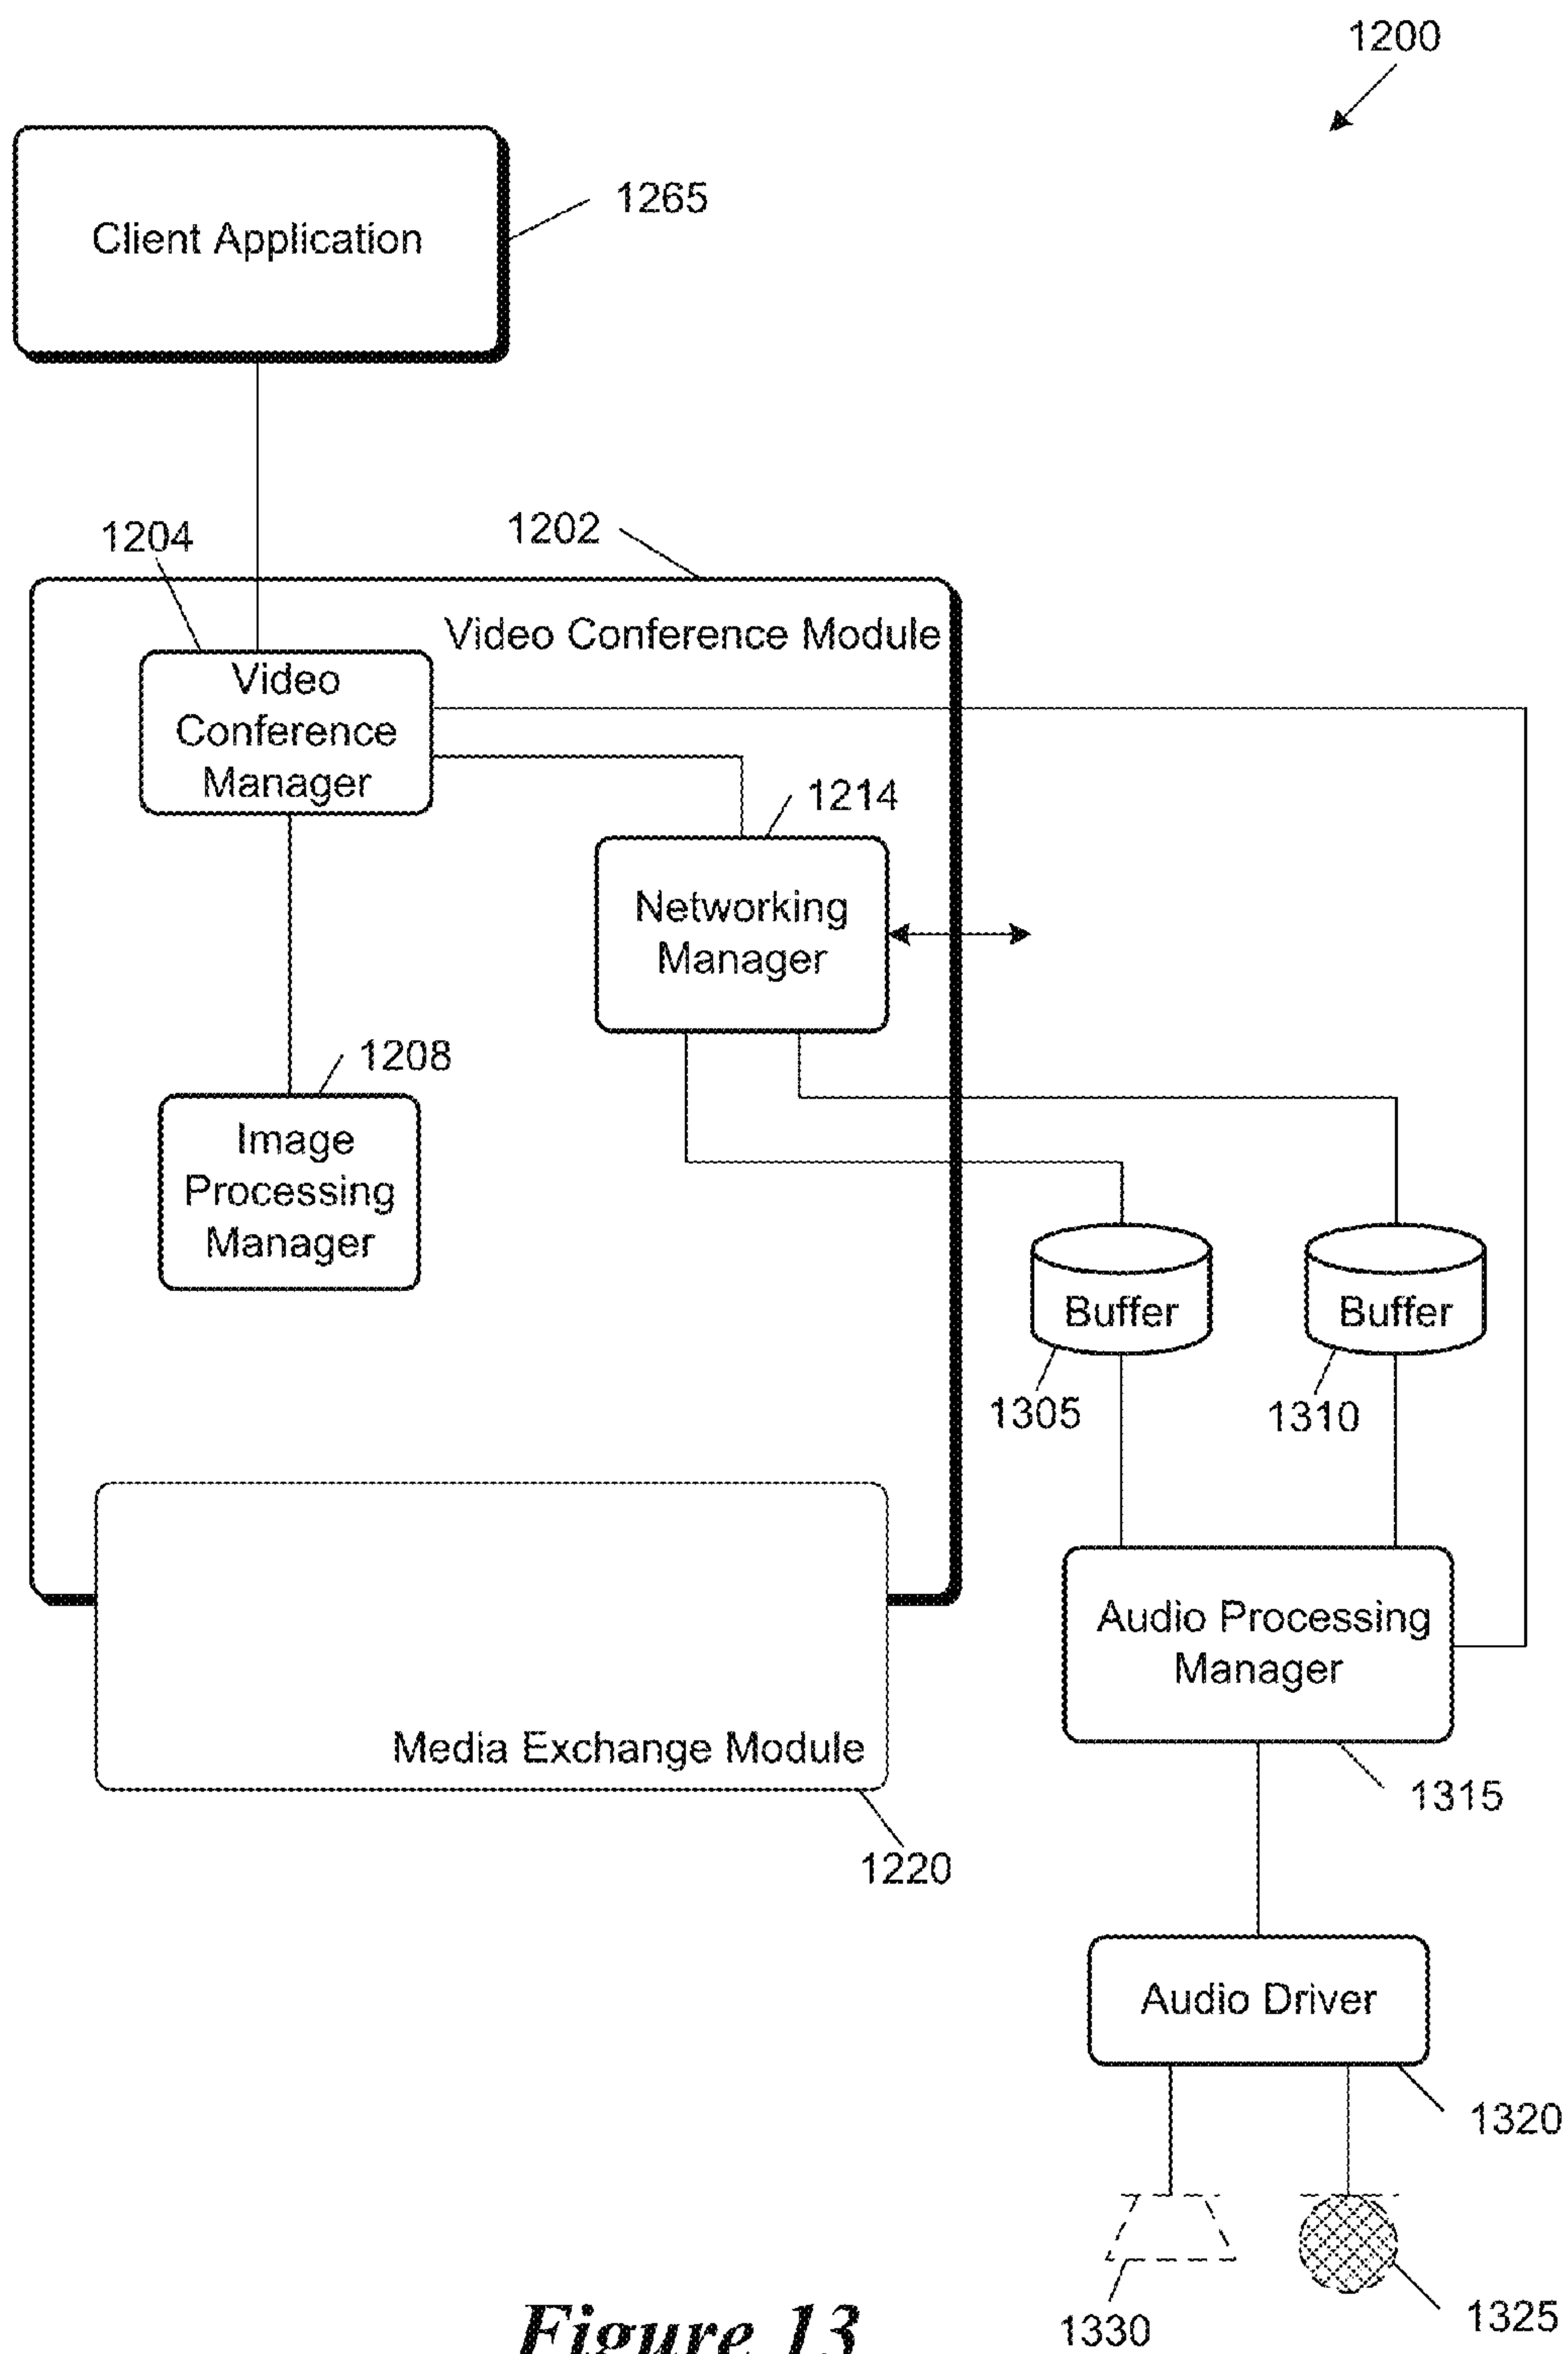 1200
Client Application
1265
1204
1202
Video Conference Module
Video
Conference
Manager
1214
Networking
Manager
1208
Image
Processing
Manager
Buffer
Buffer
1305
1310
Audio Processing
Manager
Media Exchange Module
1315
1220
Audio Driver
1320
1330
1325
Figure 13